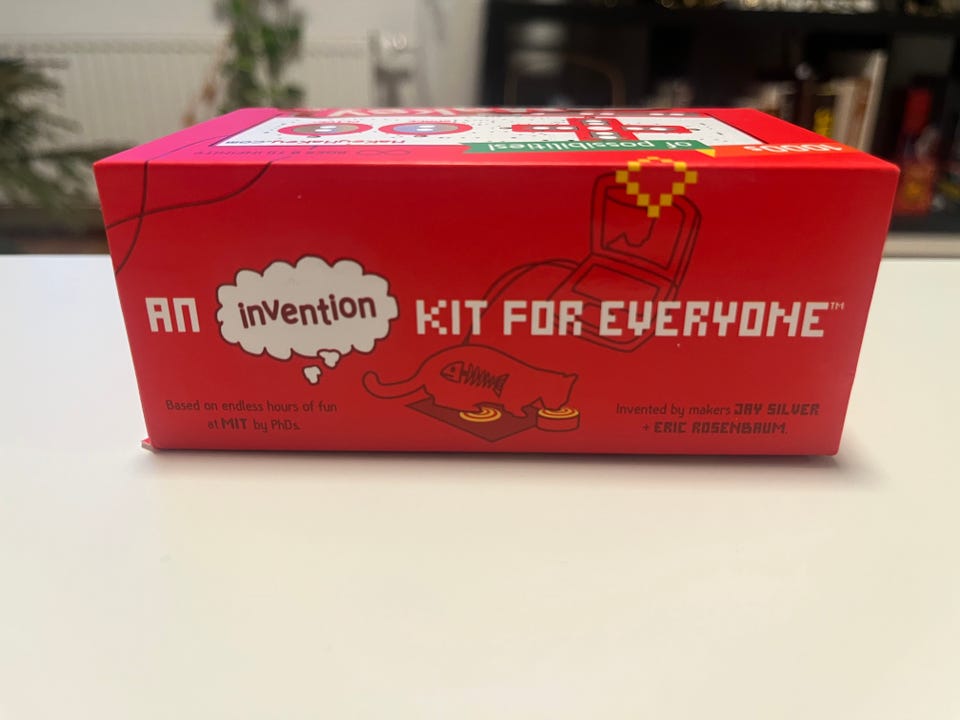 MaKeyMaKey.com
of possibilities!
1000s
AN invention KIT FOR EVERYONE™
Based on endless hours of fun
at MIT by PhDs.
Invented by makers JAY SILVER
+ ERIC ROSENBAUM.